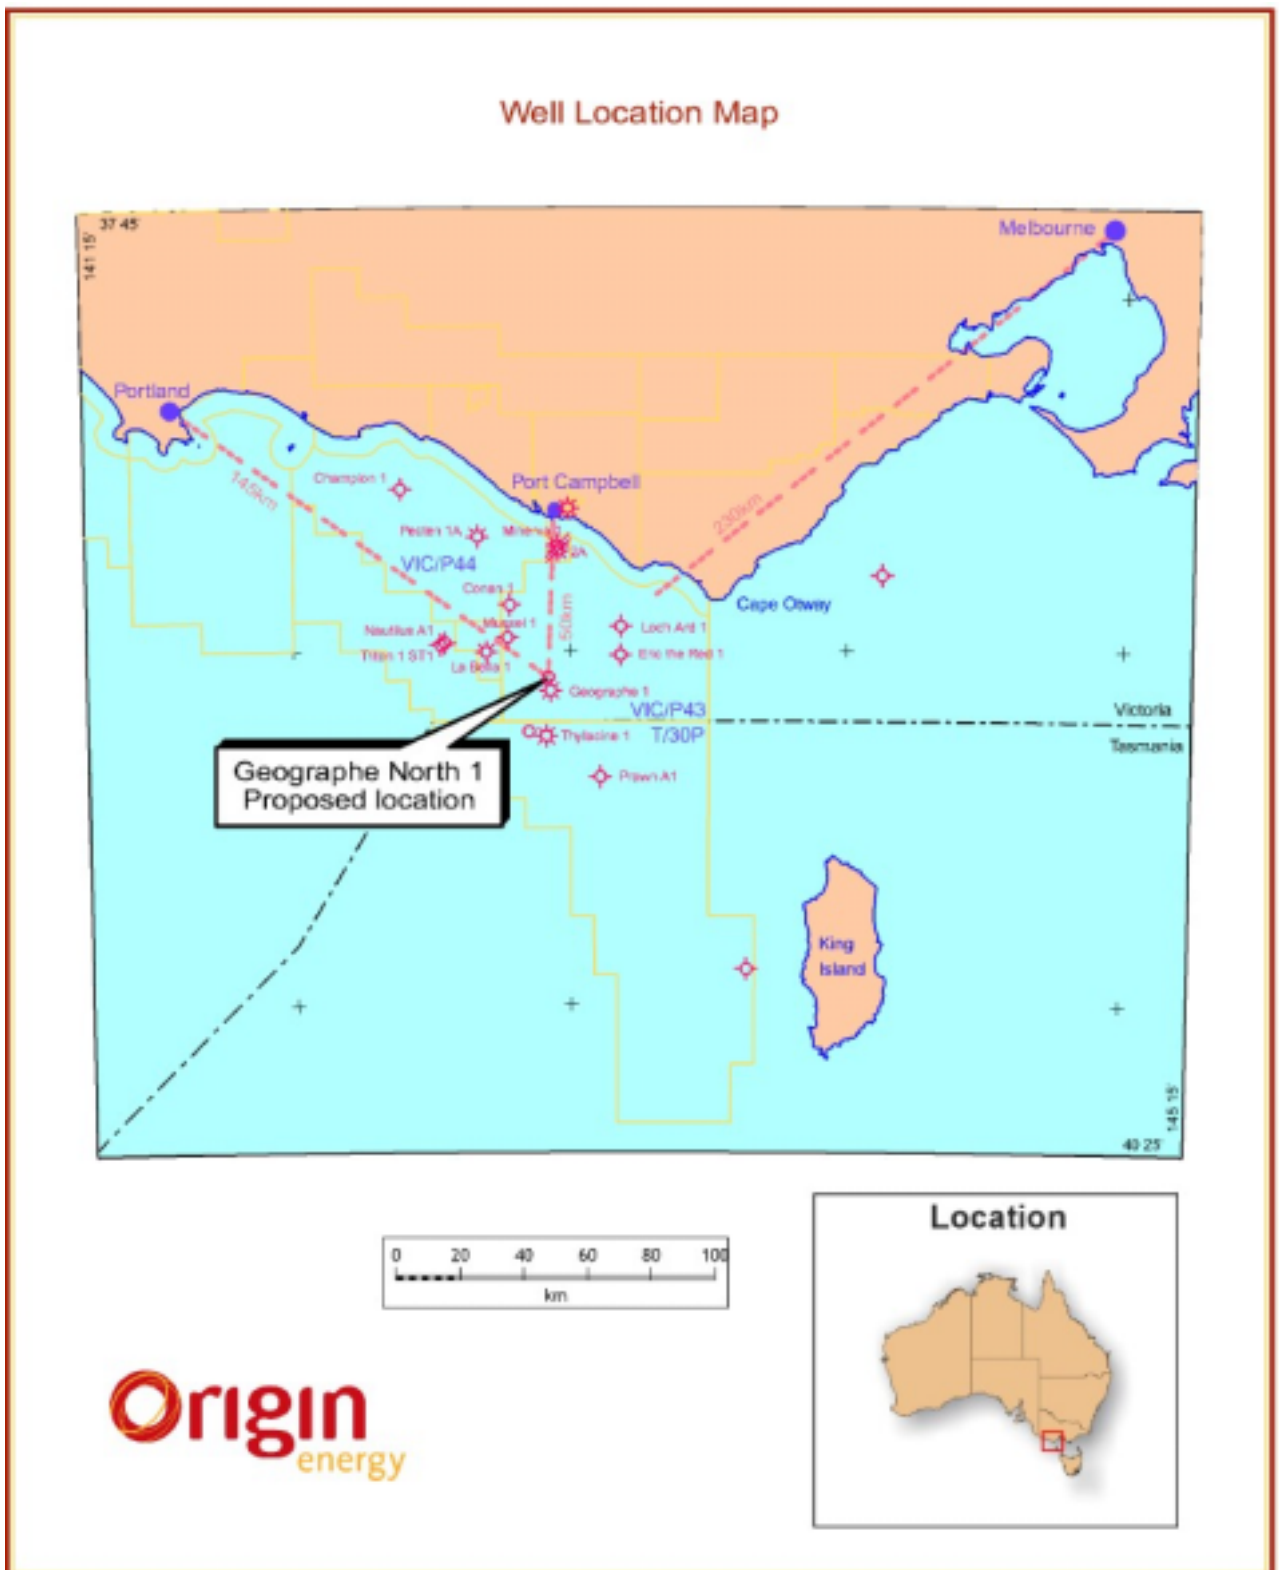 Well Location Map
37 45'
141 15'
Melbourne
Portland
145km
Champion 1
Port Campbell
230km
Pecten 1A
2A
VIC/P44
Conan 1
50km
Cape Otway
Mussel 1
Loch Ard 1
Nautilus A1
Triton 1 ST1
La Bella 1
Eric the Red 1
Geographe 1
VIC/P43
Victoria
Thylacine 1
T/30P
Tasmania
Geographe North 1
Proposed location
Prawn A1
King
Island
145 15'
40 25'
0 20 40 60 80 100
km
Location
Origin
energy